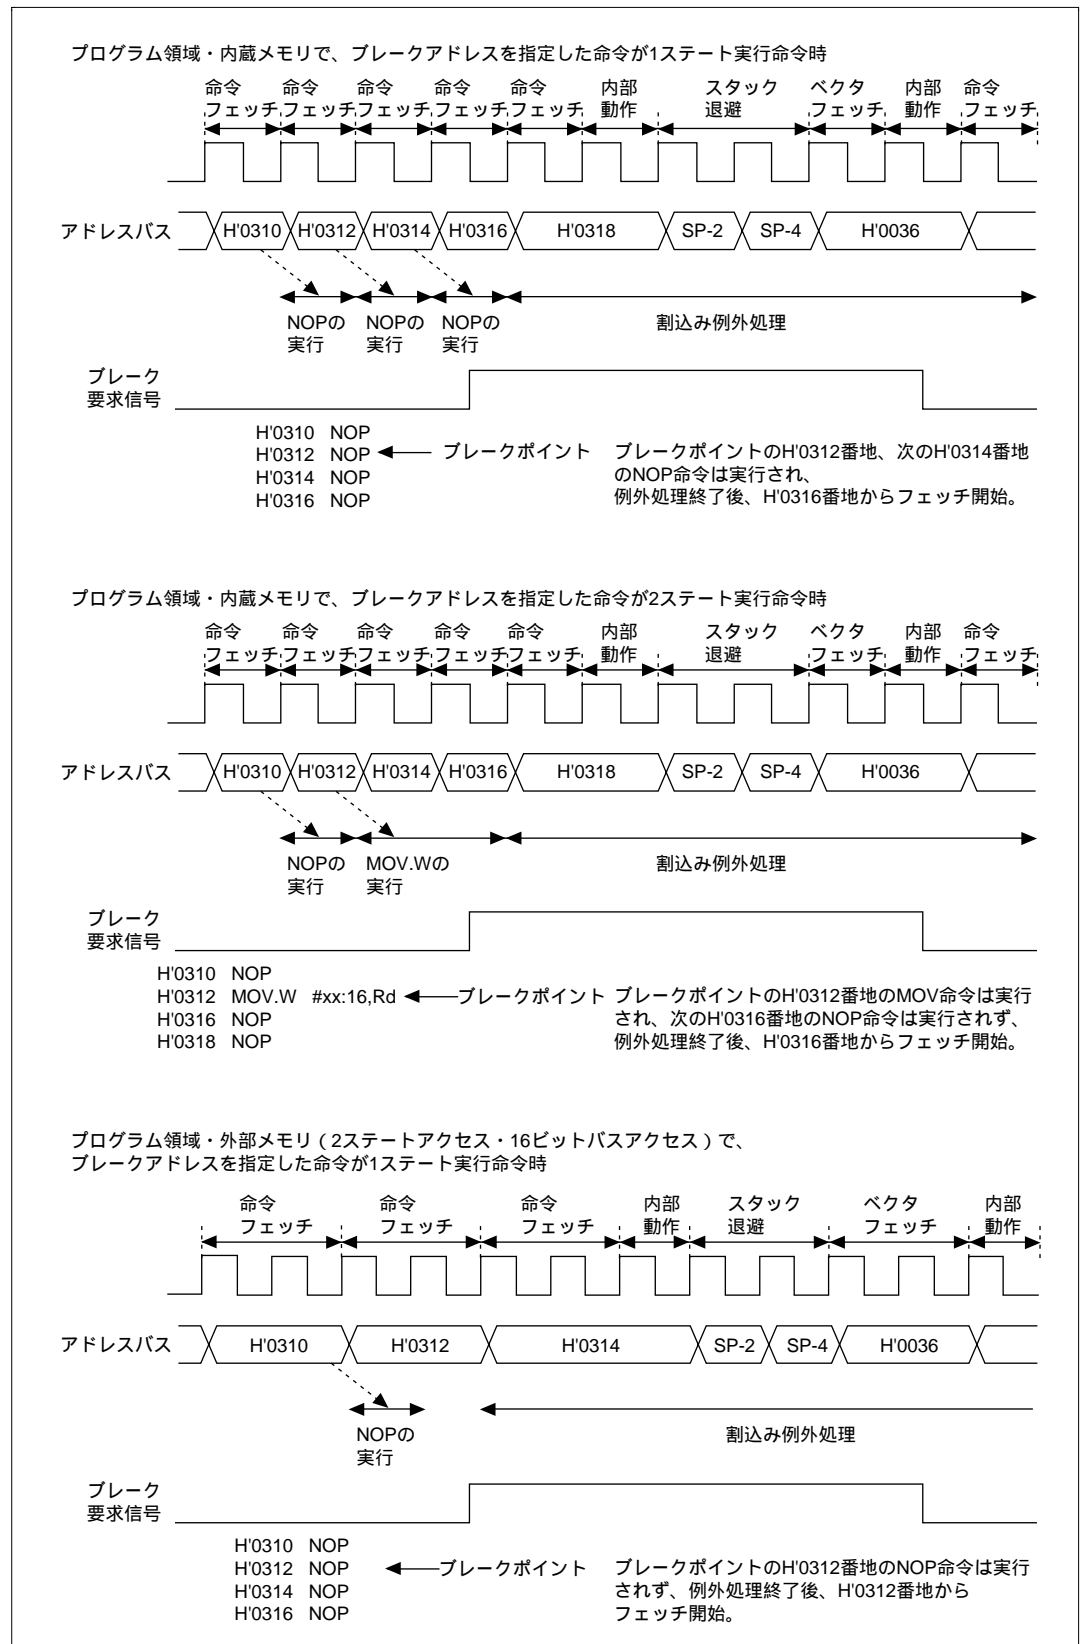 プログラム領域・内蔵メモリで、ブレークアドレスを指定した命令が1ステート実行命令時
命令 命令 命令 命令 命令 内部 スタック ベクタ 内部 命令
フェッチ フェッチ フェッチ フェッチ フェッチ 動作 退避 フェッチ 動作 フェッチ
アドレスバス H'0310 H'0312 H'0314 H'0316 H'0318 SP-2 SP-4 H'0036
NOPの NOPの NOPの 割込み例外処理
実行 実行 実行
ブレーク
要求信号
H'0310 NOP
H'0312 NOP ブレークポイント
H'0314 NOP
H'0316 NOP
ブレークポイントのH'0312番地、次のH'0314番地
のNOP命令は実行され、
例外処理終了後、H'0316番地からフェッチ開始。
プログラム領域・内蔵メモリで、ブレークアドレスを指定した命令が2ステート実行命令時
命令 命令 命令 命令 命令 内部 スタック ベクタ 内部 命令
フェッチ フェッチ フェッチ フェッチ フェッチ 動作 退避 フェッチ 動作 フェッチ
アドレスバス H'0310 H'0312 H'0314 H'0316 H'0318 SP-2 SP-4 H'0036
NOPの MOV.Wの 割込み例外処理
実行 実行
ブレーク
要求信号
H'0310 NOP
H'0312 MOV.W #xx:16,Rd ブレークポイント
H'0316 NOP
H'0318 NOP
ブレークポイントのH'0312番地のMOV命令は実行
され、次のH'0316番地のNOP命令は実行されず、
例外処理終了後、H'0316番地からフェッチ開始。
プログラム領域・外部メモリ(2ステートアクセス・16ビットバスアクセス)で、
ブレークアドレスを指定した命令が1ステート実行命令時
命令 命令 命令 内部 スタック ベクタ 内部
フェッチ フェッチ フェッチ 動作 退避 フェッチ 動作
アドレスバス H'0310 H'0312 H'0314 SP-2 SP-4 H'0036
NOPの 割込み例外処理
実行
ブレーク
要求信号
H'0310 NOP
H'0312 NOP ブレークポイント
H'0314 NOP
H'0316 NOP
ブレークポイントのH'0312番地のNOP命令は実行
されず、例外処理終了後、H'0312番地から
フェッチ開始。